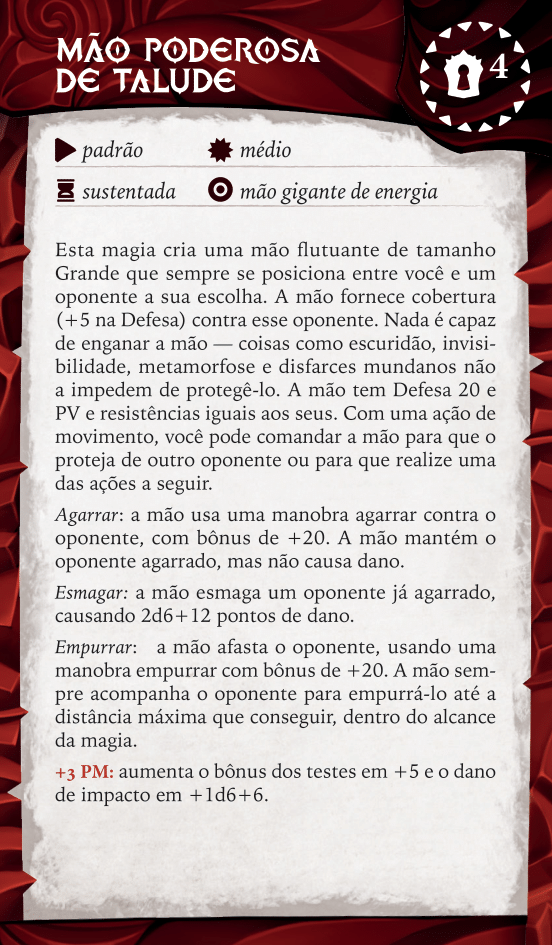 MÃO PODEROSA
DE TALUDE
4
padrão
médio
sustentada
mão gigante de energia
Esta magia cria uma mão flutuante de tamanho
Grande que sempre se posiciona entre você e um
oponente a sua escolha. A mão fornece cobertura
(+5 na Defesa) contra esse oponente. Nada é capaz
de enganar a mão — coisas como escuridão, invisi-
bilidade, metamorfose e disfarces mundanos não
a impedem de protegê-lo. A mão tem Defesa 20 e
PV e resistências iguais aos seus. Com uma ação de
movimento, você pode comandar a mão para que o
proteja de outro oponente ou para que realize uma
das ações a seguir.
Agarrar: a mão usa uma manobra agarrar contra o
oponente, com bônus de +20. A mão mantém o
oponente agarrado, mas não causa dano.
Esmagar: a mão esmaga um oponente já agarrado,
causando 2d6+12 pontos de dano.
Empurrar: a mão afasta o oponente, usando uma
manobra empurrar com bônus de +20. A mão sem-
pre acompanha o oponente para empurrá-lo até a
distância máxima que conseguir, dentro do alcance
da magia.
+3 PM: aumenta o bônus dos testes em +5 e o dano
de impacto em +1d6+6.